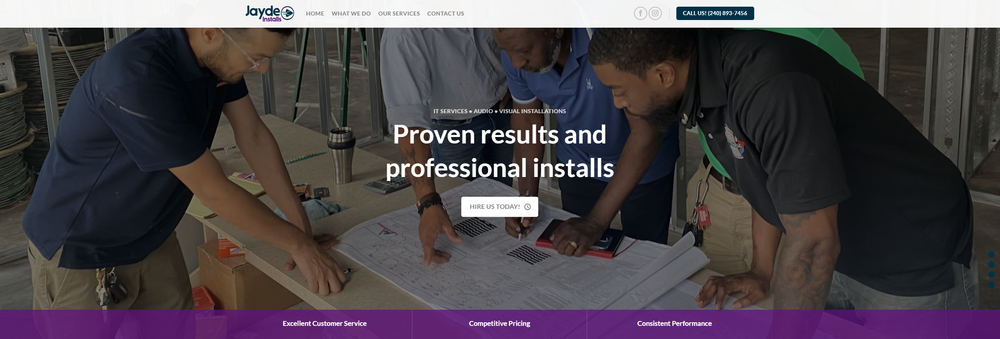 Jayde
Installs
HOME
WHAT WE DO
OUR SERVICES
CONTACT US
CALL US! (240) 893-7456
IT SERVICES • AUDIO • VISUAL INSTALLATIONS
Proven results and
professional installs
HIRE US TODAY!
Excellent Customer Service
Competitive Pricing
Consistent Performance